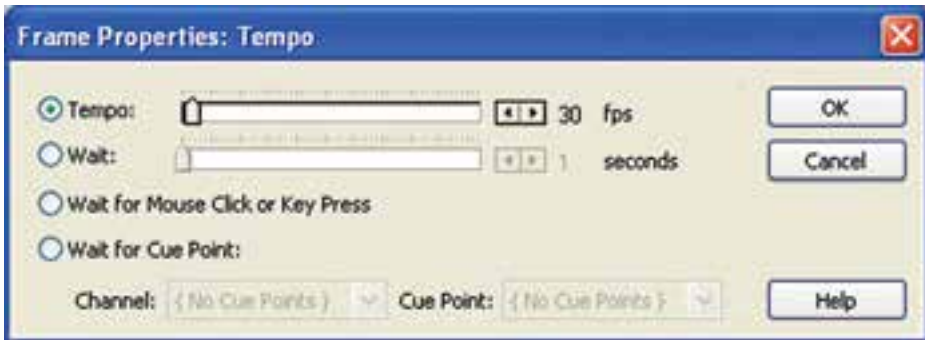 Frame Properties: Tempo
Tempo: 30 fps OK
Wait: 1 seconds Cancel
Wait for Mouse Click or Key Press
Wait for Cue Point:
Channel: { No Cue Points } Cue Point: { No Cue Points } Help